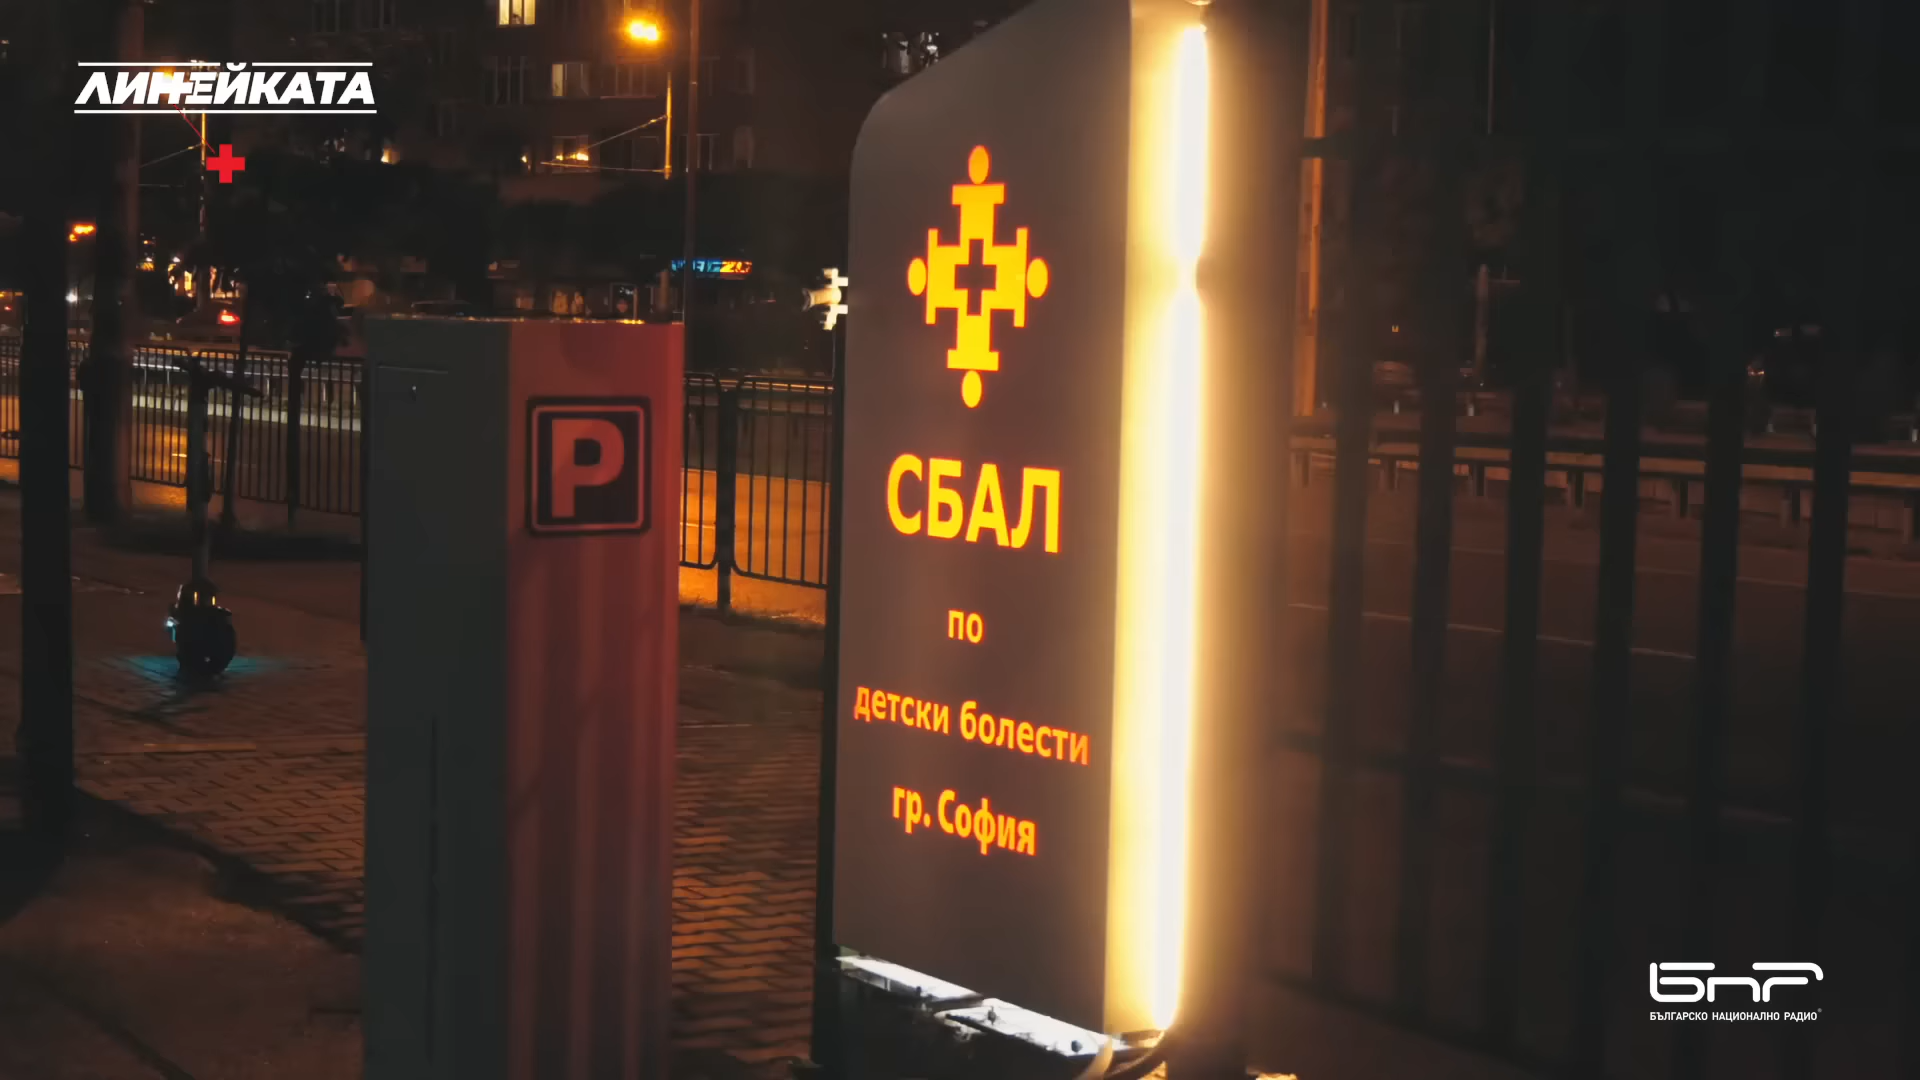 ЛИНЕЙКАТА
P
СБАЛ
по
детски болести
гр. София
БНР
БЪЛГАРСКО НАЦИОНАЛНО РАДИО